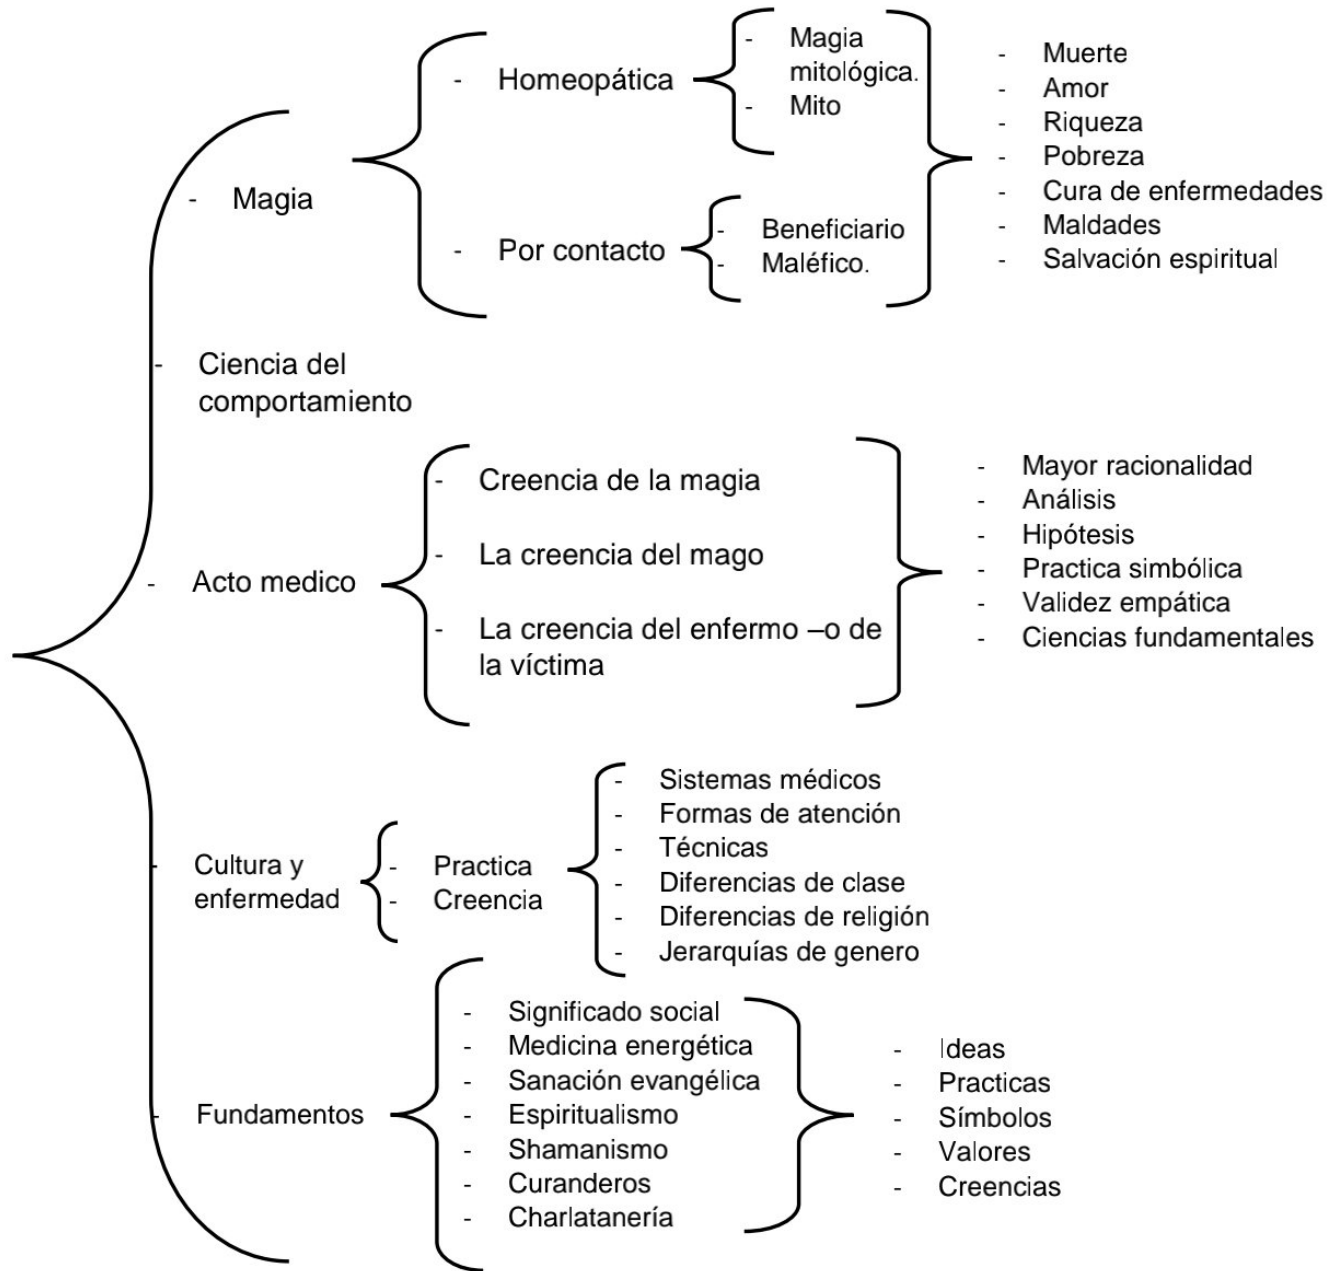 - Magia
- Homeopática
- Magia
mitológica.
- Mito
- Por contacto
- Beneficiario
- Maléfico.
- Muerte
- Amor
- Riqueza
- Pobreza
- Cura de enfermedades
- Maldades
- Salvación espiritual
- Ciencia del
comportamiento
- Acto medico
- Creencia de la magia
- La creencia del mago
- La creencia del enfermo –o de
la víctima
- Mayor racionalidad
- Análisis
- Hipótesis
- Practica simbólica
- Validez empática
- Ciencias fundamentales
- Cultura y
enfermedad
- Practica
- Creencia
- Sistemas médicos
- Formas de atención
- Técnicas
- Diferencias de clase
- Diferencias de religión
- Jerarquías de genero
- Fundamentos
- Significado social
- Medicina energética
- Sanación evangélica
- Espiritualismo
- Shamanismo
- Curanderos
- Charlatanería
- Ideas
- Practicas
- Símbolos
- Valores
- Creencias